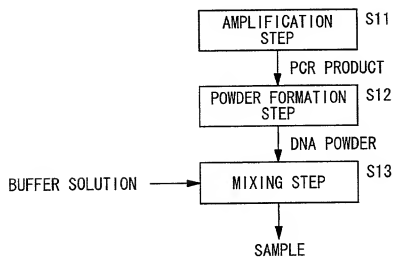 AMPLIFICATION
STEP
S11
PCR PRODUCT
POWDER FORMATION
STEP
S12
DNA POWDER
BUFFER SOLUTION
MIXING STEP
S13
SAMPLE